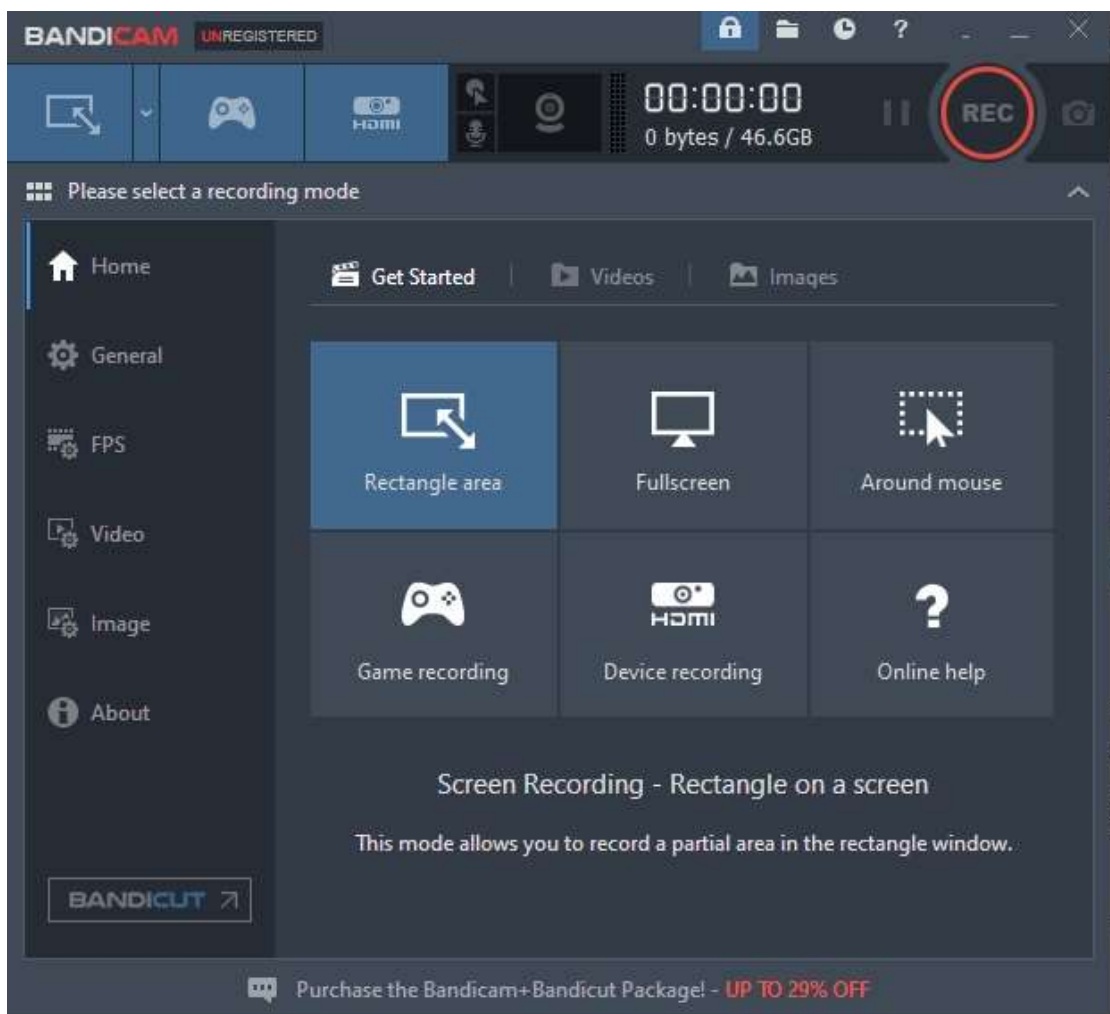 BANDICAM UNREGISTERED ?
HDMI
00:00:00
0 bytes / 46.6GB
REC
Please select a recording mode
Home
General
FPS
Video
Image
About
BANDICUT
Get Started
Videos
Images
Rectangle area
Fullscreen
Around mouse
HDMI
?
Game recording
Device recording
Online help
Screen Recording - Rectangle on a screen
This mode allows you to record a partial area in the rectangle window.
Purchase the Bandicam+Bandicut Package! - UP TO 29% OFF